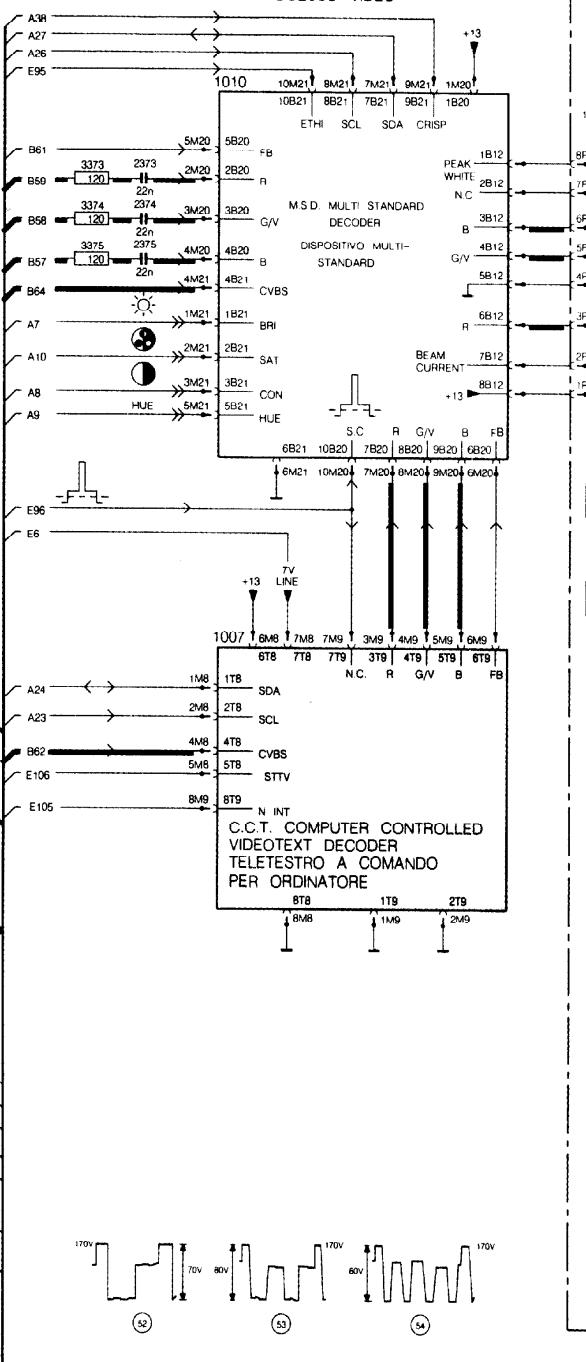 A38
A27
A26
E95
+13
1010 10M21 8M21 7M21 9M21 1M20
10B21 8B21 7B21 9B21 1B20
ETHI SCL SDA CRISP
B61 5M20 5B20 FB
3373 2373
B59 120 2M20 2B20 R
22n
3374 2374
B58 120 3M20 3B20 G/V
22n
3375 2375
B57 120 4M20 4B20 B
22n
B64 4M21 4B21 CVBS
A7 1M21 1B21 BRI
A10 2M21 2B21 SAT
A8 3M21 3B21 CON
HUE
A9 5M21 5B21 HUE
M.S.D. MULTI STANDARD
DECODER
DISPOSITIVO MULTI-
STANDARD
PEAK WHITE 1B12
N.C 2B12
B 3B12
G/V 4B12
5B12
R 6B12
BEAM CURRENT 7B12
+13 8B12
S.C R G/V B FB
6B21 10B20 7B20 8B20 9B20 6B20
6M21 10M20 7M20 8M20 9M20 6M20
E96
E6
7V
LINE
+13
1007 6M8 7M8 7M9 3M9 4M9 5M9 6M9
6T8 7T8 7T9 3T9 4T9 5T9 6T9
N.C. R G/V B FB
A24 1M8 1T8 SDA
A23 2M8 2T8 SCL
B62 4M8 4T8 CVBS
E106 5M8 5T8 STTV
E105 8M9 8T9 N INT
C.C.T. COMPUTER CONTROLLED
VIDEOTEXT DECODER
TELETESTRO A COMANDO
PER ORDINATORE
8T8 1T9 2T9
8M8 1M9 2M9
170V 70V 80V 170V 60V 170V
52 53 54